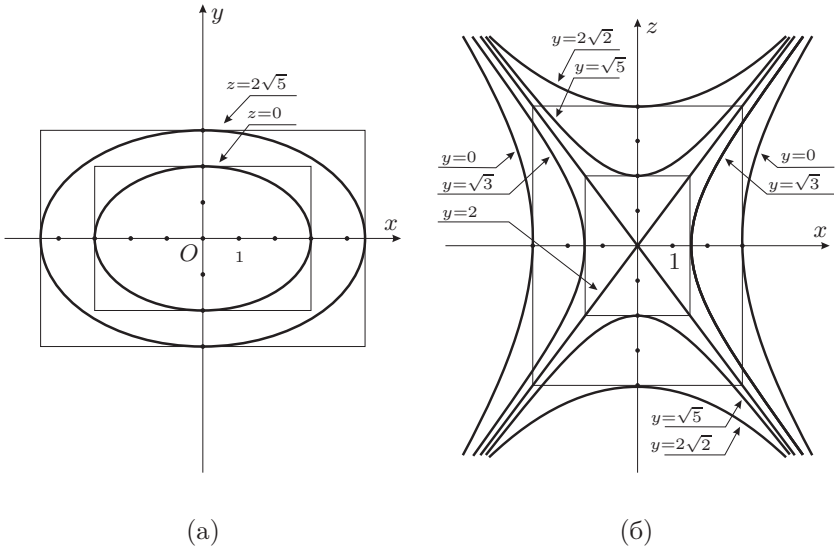 y
z=2√5
z=0
x
O
1
(а)
z
y=2√2
y=√5
y=0
y=√3
y=2
y=0
y=√3
x
1
y=√5
y=2√2
(б)